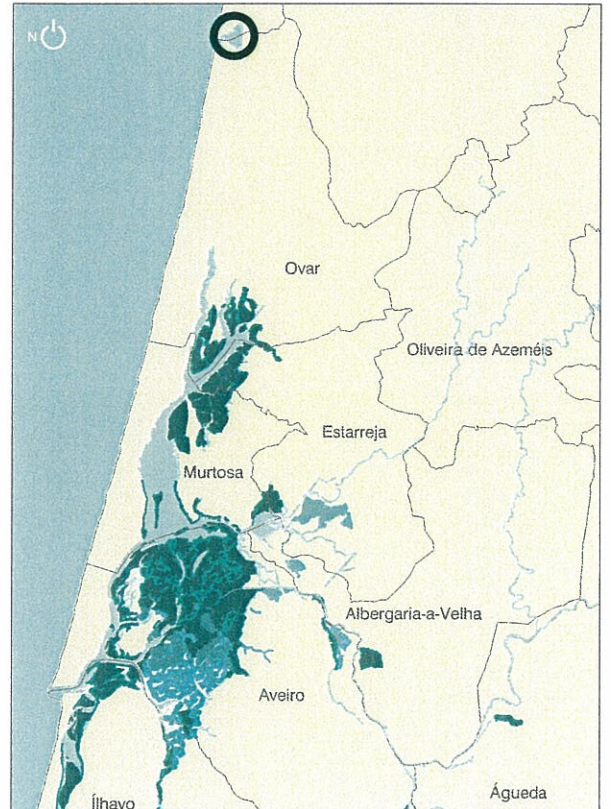 N
Ovar
Oliveira de Azeméis
Estarreja
Murtosa
Albergaria-a-Velha
Aveiro
Águeda
Ílhavo